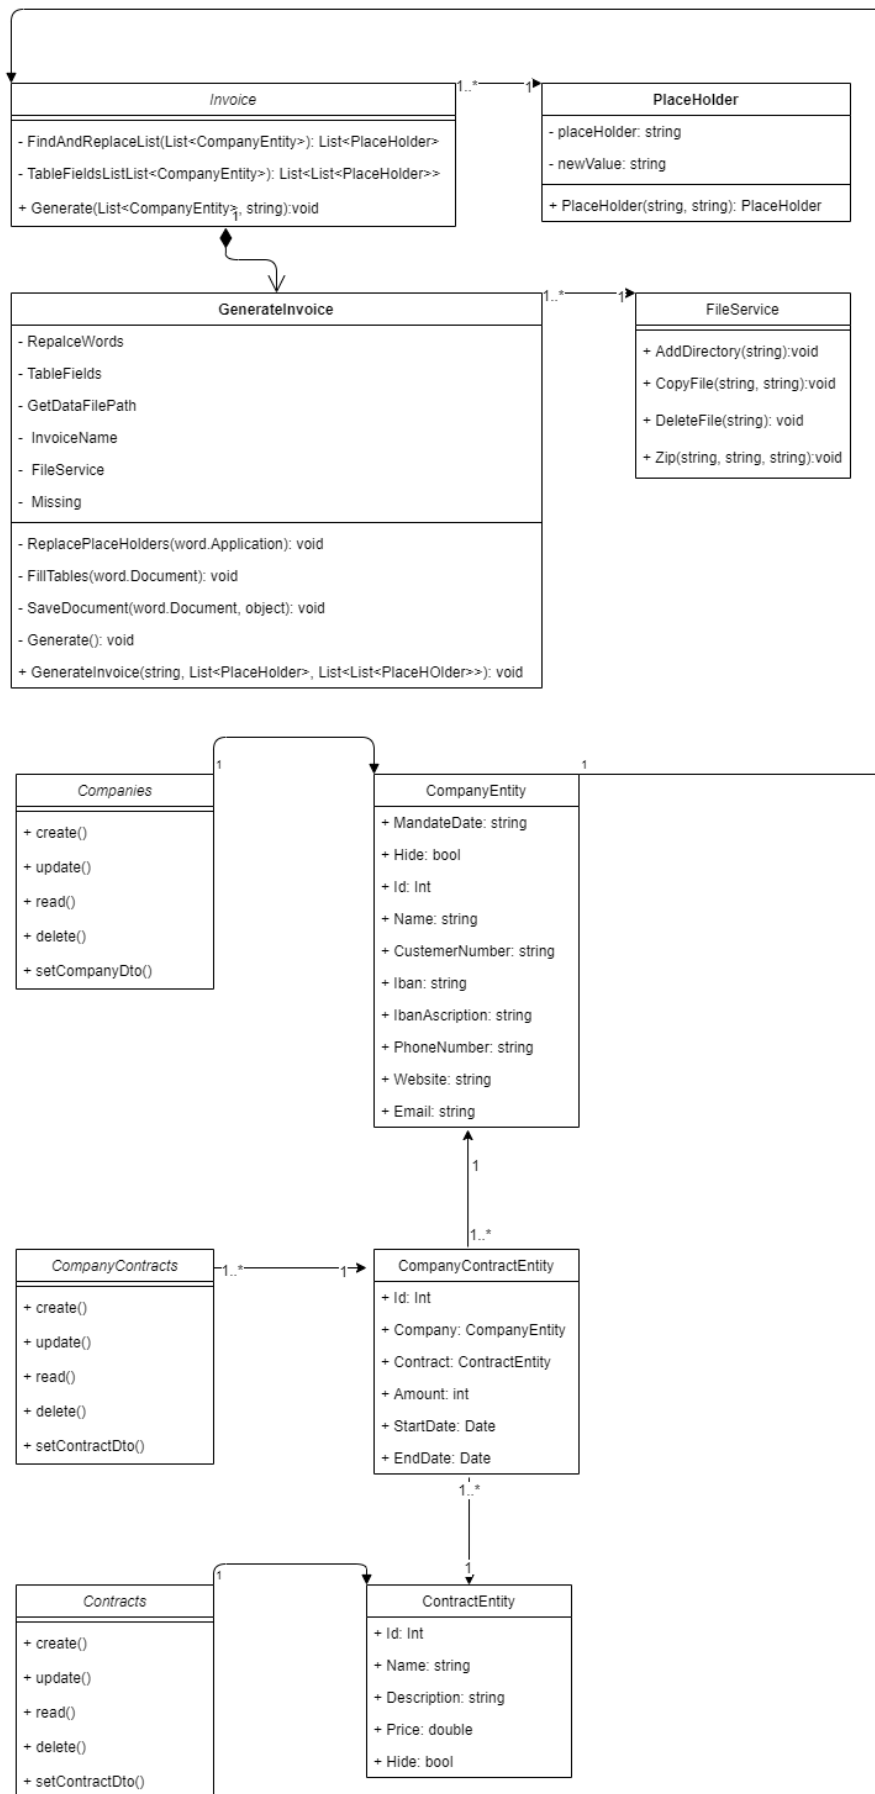 Invoice
- FindAndReplaceList(List<CompanyEntity>): List<PlaceHolder>
- TableFieldsListList<CompanyEntity>): List<List<PlaceHolder>>
+ Generate(List<CompanyEntity>, string):void
1
1..*
1
PlaceHolder
- placeHolder: string
- newValue: string
+ PlaceHolder(string, string): PlaceHolder
GenerateInvoice
- RepalceWords
- TableFields
- GetDataFilePath
- InvoiceName
- FileService
- Missing
- ReplacePlaceHolders(word.Application): void
- FillTables(word.Document): void
- SaveDocument(word.Document, object): void
- Generate(): void
+ GenerateInvoice(string, List<PlaceHolder>, List<List<PlaceHOlder>>): void
1..*
1
FileService
+ AddDirectory(string):void
+ CopyFile(string, string):void
+ DeleteFile(string): void
+ Zip(string, string, string):void
Companies
+ create()
+ update()
+ read()
+ delete()
+ setCompanyDto()
1
CompanyEntity
1
+ MandateDate: string
+ Hide: bool
+ Id: Int
+ Name: string
+ CustemerNumber: string
+ Iban: string
+ IbanAscription: string
+ PhoneNumber: string
+ Website: string
+ Email: string
1
1..*
CompanyContracts
+ create()
+ update()
+ read()
+ delete()
+ setContractDto()
1..*
1
CompanyContractEntity
+ Id: Int
+ Company: CompanyEntity
+ Contract: ContractEntity
+ Amount: int
+ StartDate: Date
+ EndDate: Date
1..*
1
Contracts
+ create()
+ update()
+ read()
+ delete()
+ setContractDto()
1
ContractEntity
+ Id: Int
+ Name: string
+ Description: string
+ Price: double
+ Hide: bool